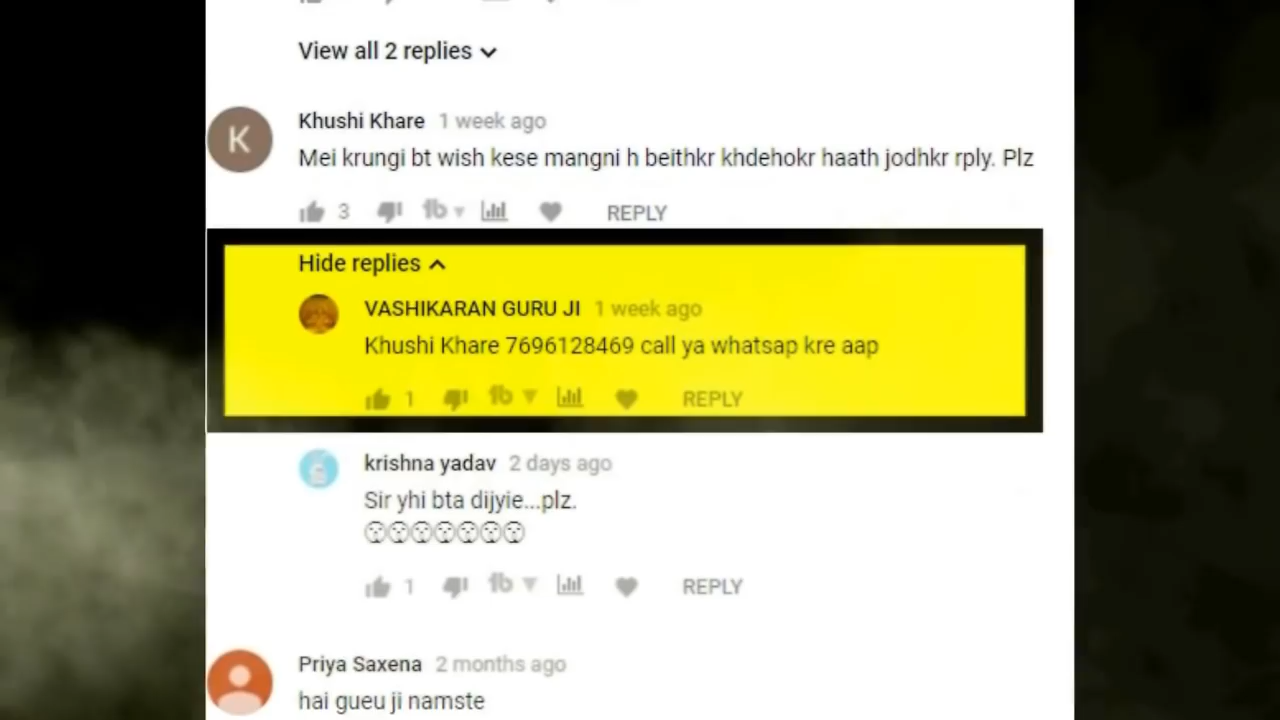 View all 2 replies
Khushi Khare 1 week ago
K
Mei krungi bt wish kese mangni h beithkr khdehokr haath jodhkr rply. Plz
3 tb REPLY
Hide replies
VASHIKARAN GURU JI 1 week ago
Khushi Khare 7696128469 call ya whatsap kre aap
1 tb REPLY
krishna yadav 2 days ago
Sir yhi bta dijyie...plz.
1 tb REPLY
Priya Saxena 2 months ago
hai gueu ji namste